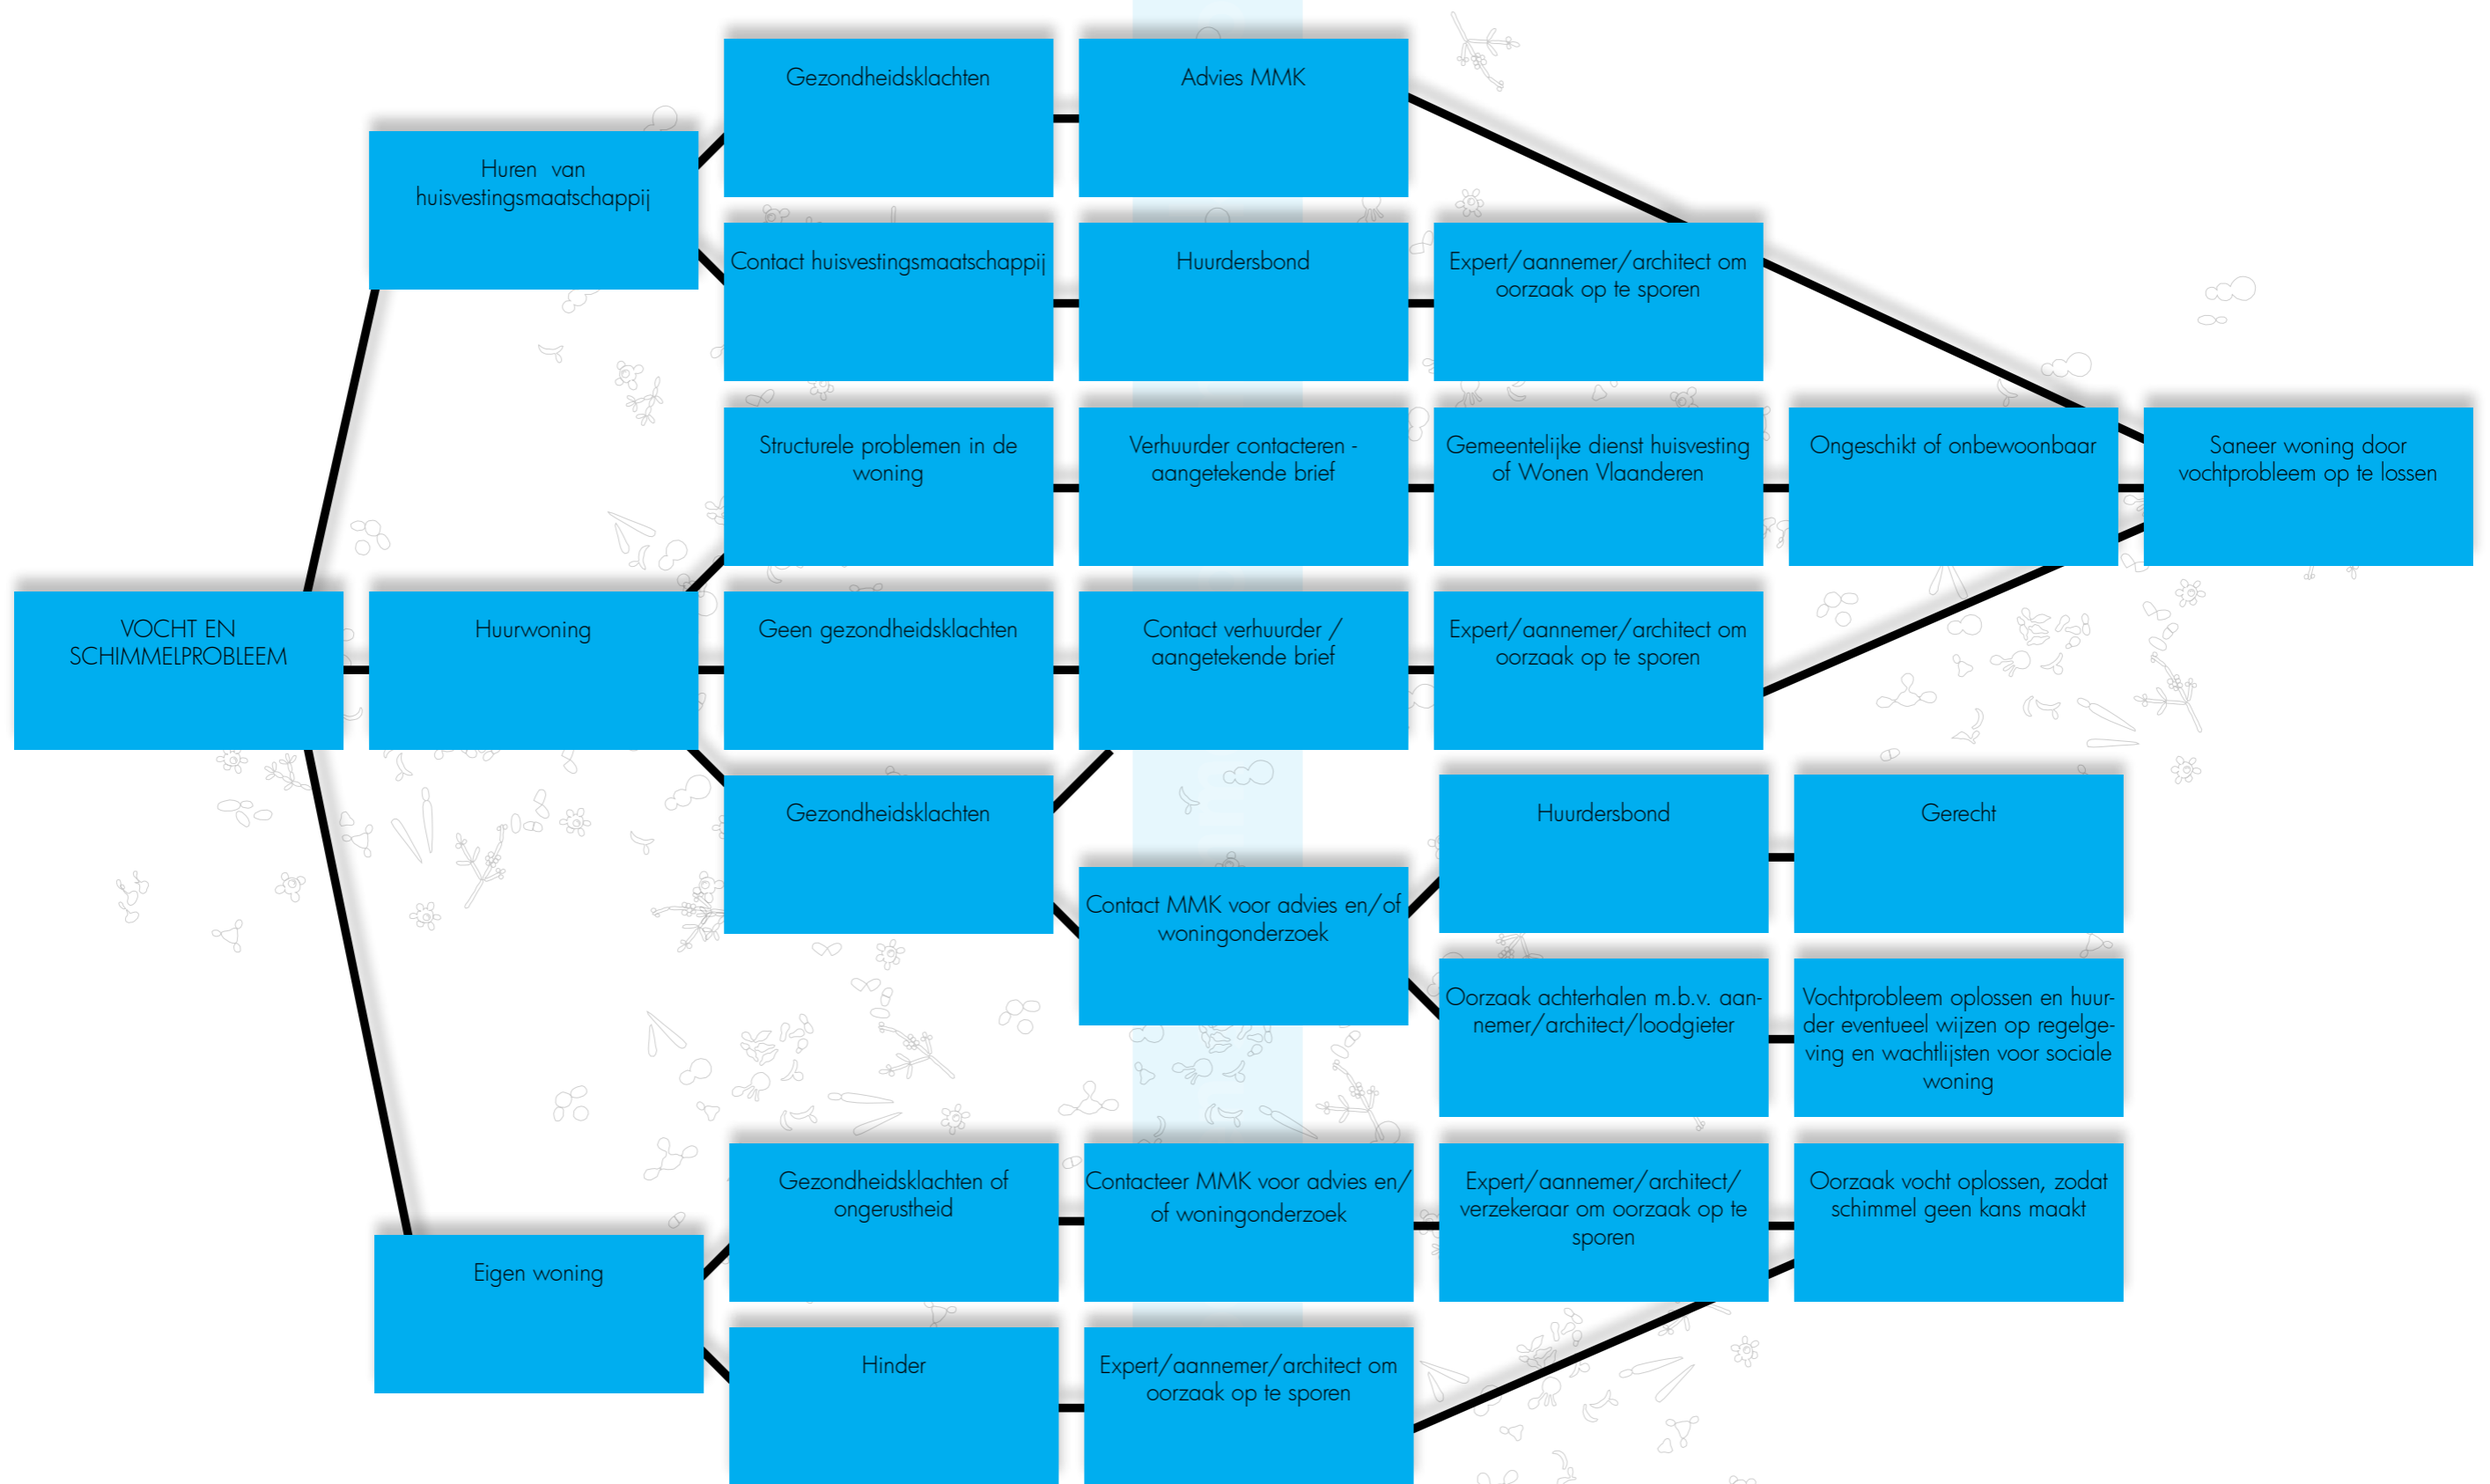 Gezondheidsklachten
Advies MMK
Huren van
huisvestingsmaatschappij
Contact huisvestingsmaatschappij
Huurdersbond
Expert/aannemer/architect om
oorzaak op te sporen
Structurele problemen in de
woning
Verhuurder contacteren -
aangetekende brief
Gemeentelijke dienst huisvesting
of Wonen Vlaanderen
Ongeschikt of onbewoonbaar
Saneer woning door
vochtprobleem op te lossen
VOCHT EN
SCHIMMELPROBLEEM
Huurwoning
Geen gezondheidsklachten
Contact verhuurder /
aangetekende brief
Expert/aannemer/architect om
oorzaak op te sporen
Gezondheidsklachten
Huurdersbond
Gerecht
Contact MMK voor advies en/of
woningonderzoek
Oorzaak achterhalen m.b.v. aan-
nemer/architect/loodgieter
Vochtprobleem oplossen en huur-
der eventueel wijzen op regelge-
ving en wachtlijsten voor sociale
woning
Gezondheidsklachten of
ongerustheid
Contacteer MMK voor advies en/
of woningonderzoek
Expert/aannemer/architect/
verzekeraar om oorzaak op te
sporen
Oorzaak vocht oplossen, zodat
schimmel geen kans maakt
Eigen woning
Hinder
Expert/aannemer/architect om
oorzaak op te sporen